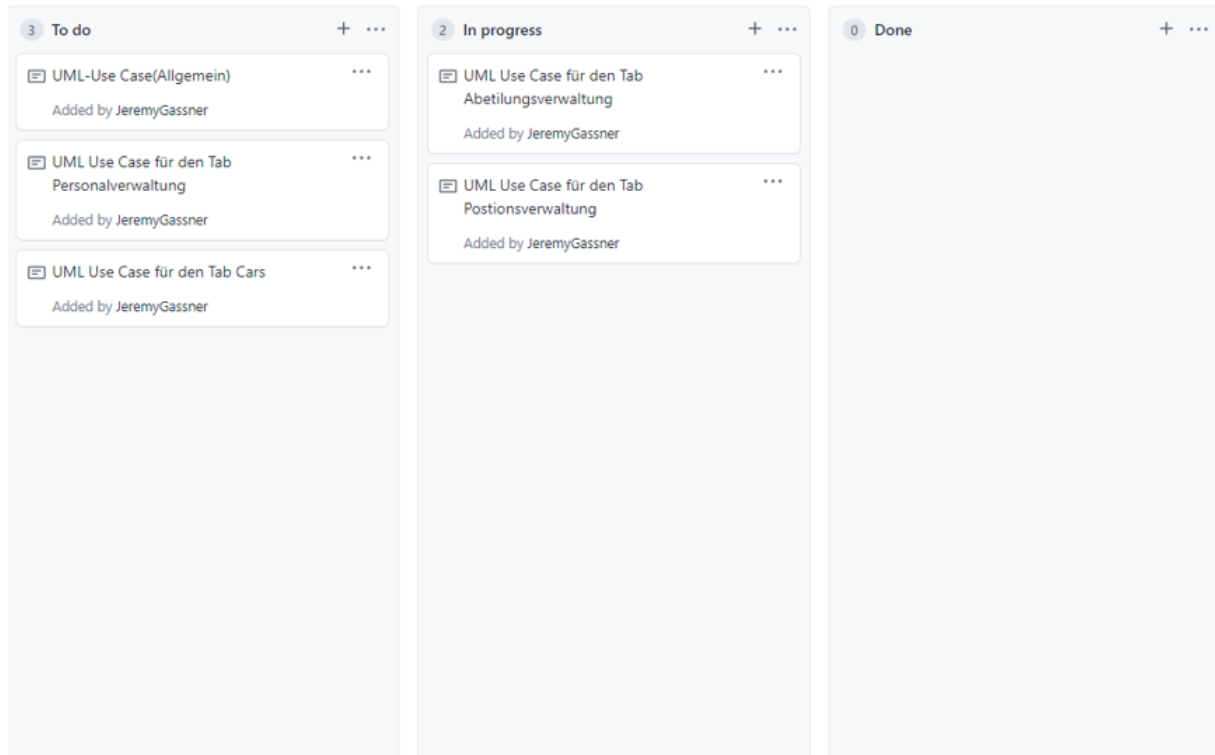 3 To do
UML-Use Case(Allgemein)
Added by JeremyGassner
UML Use Case für den Tab
Personalverwaltung
Added by JeremyGassner
UML Use Case für den Tab Cars
Added by JeremyGassner
2 In progress
UML Use Case für den Tab
Abetilungsverwaltung
Added by JeremyGassner
UML Use Case für den Tab
Postionsverwaltung
Added by JeremyGassner
0 Done